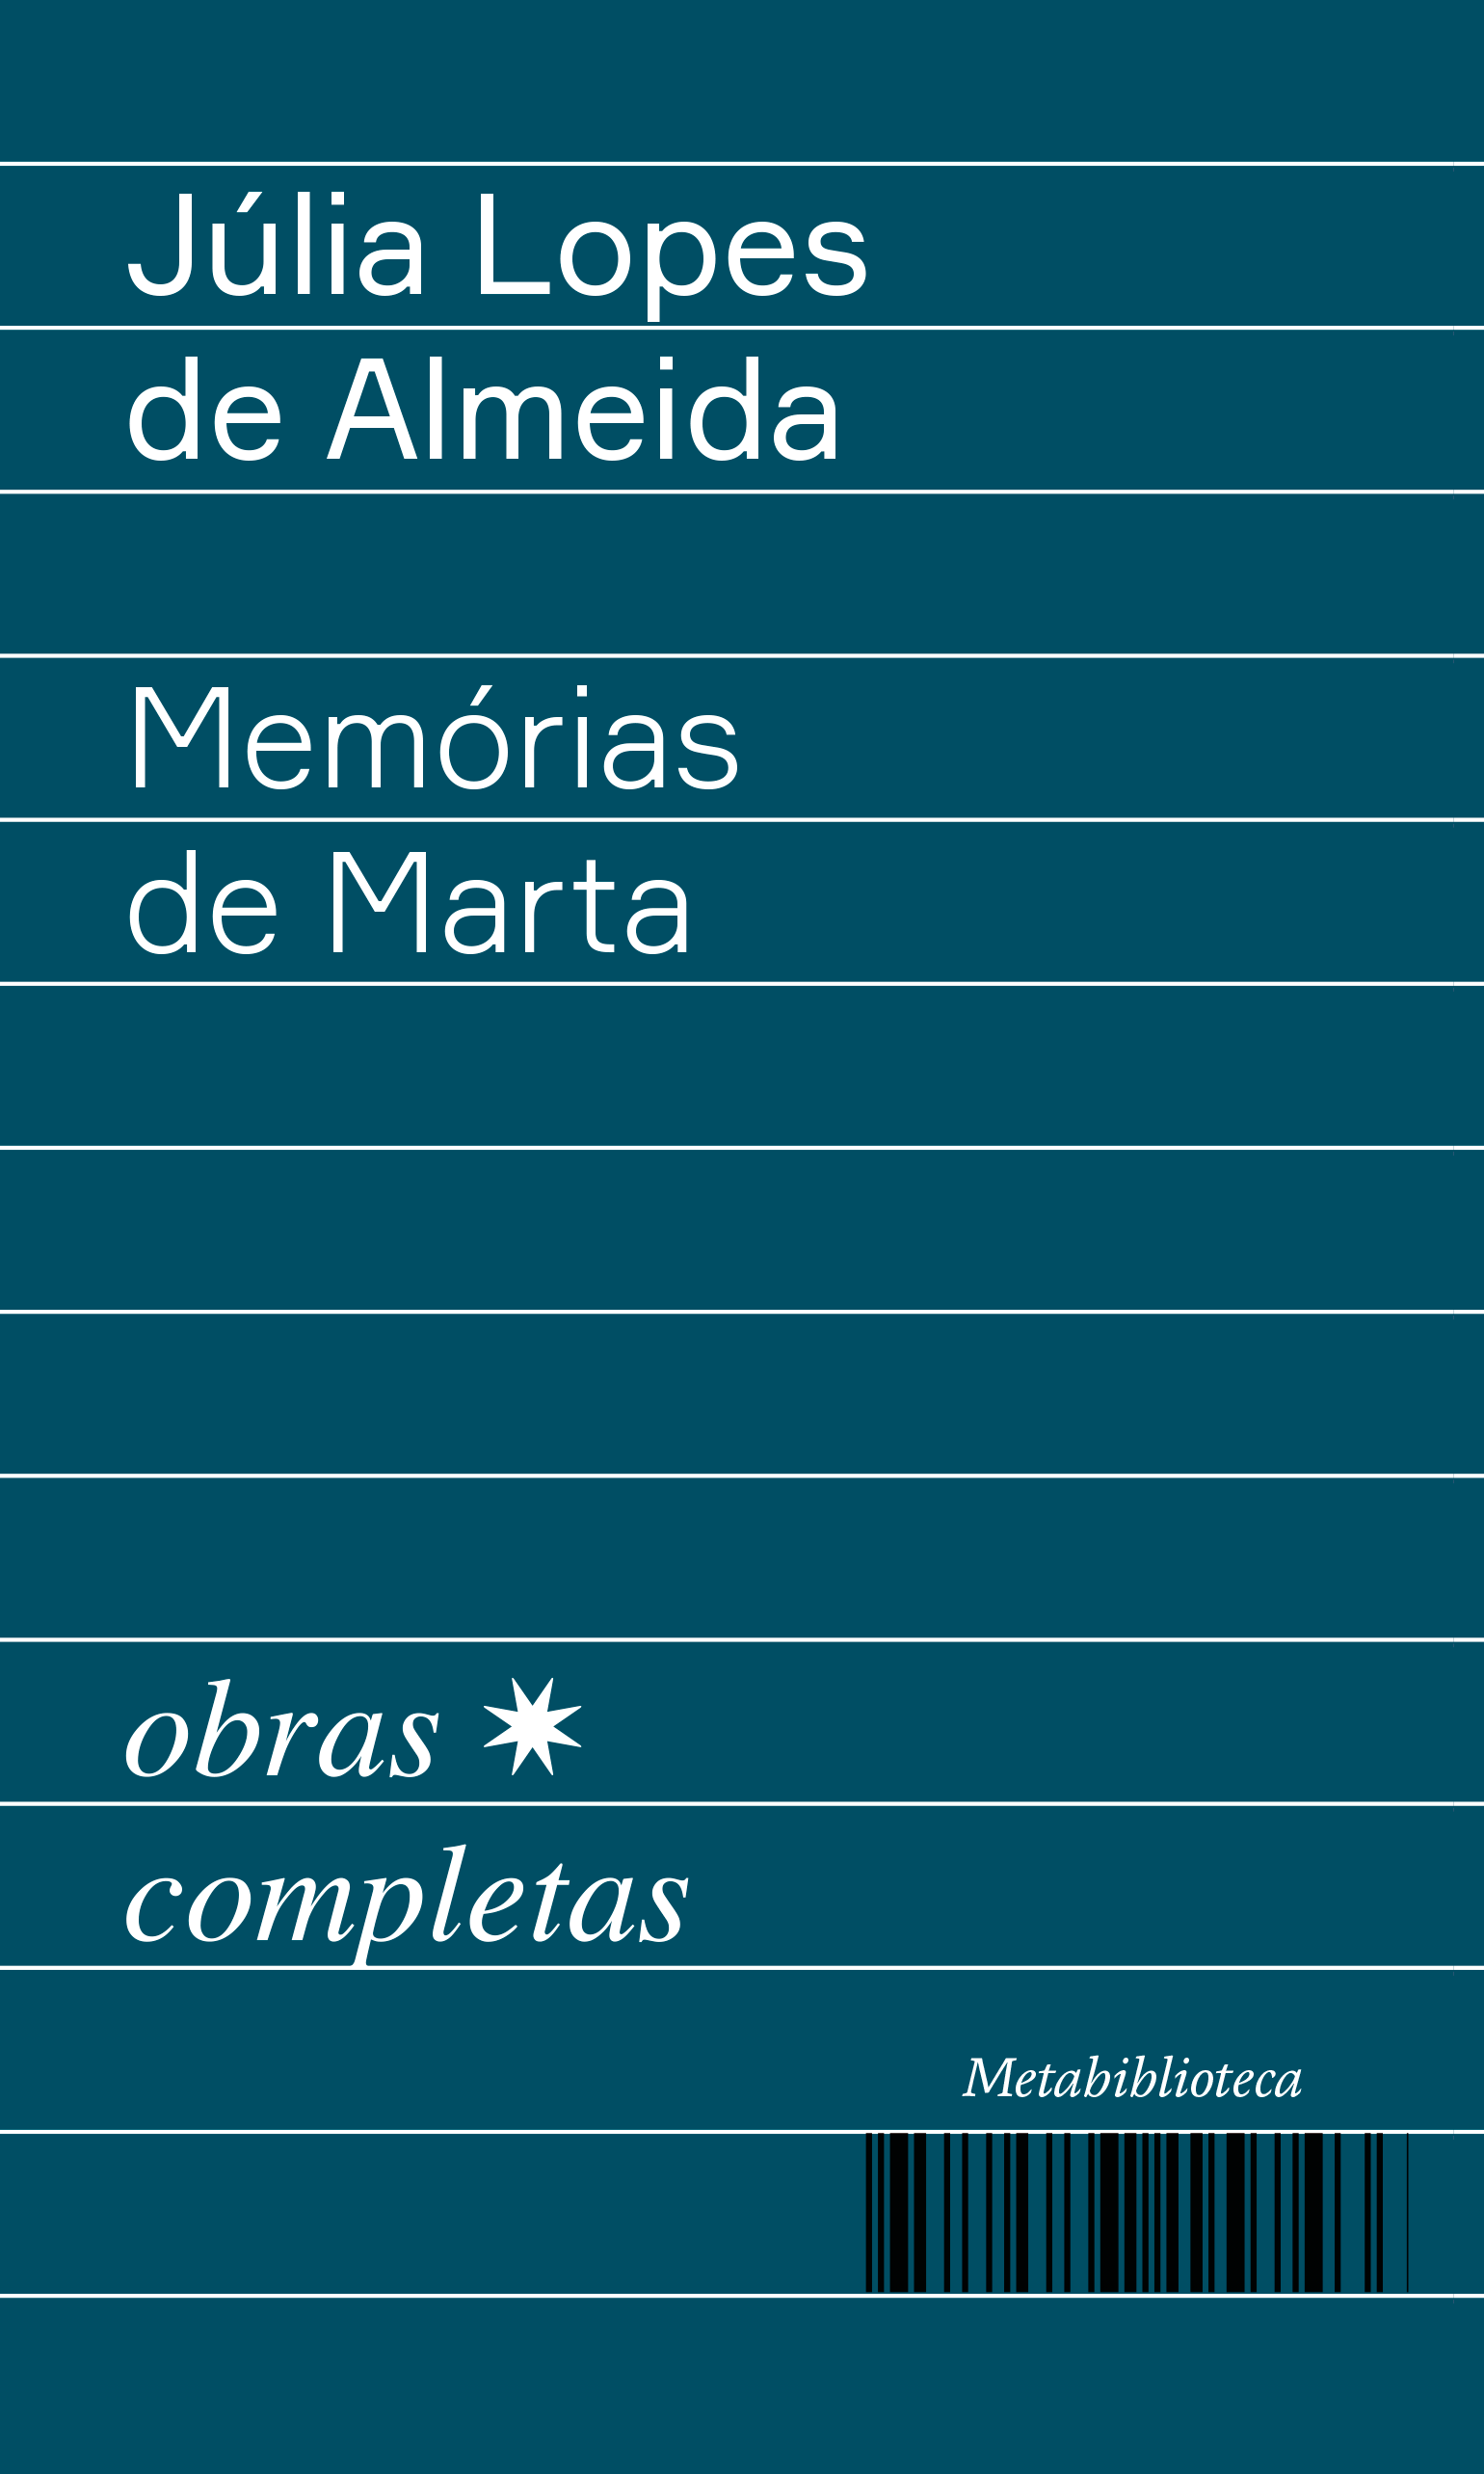 Júlia Lopes
de Almeida
Memórias
de Marta
obras
completas
Metabiblioteca